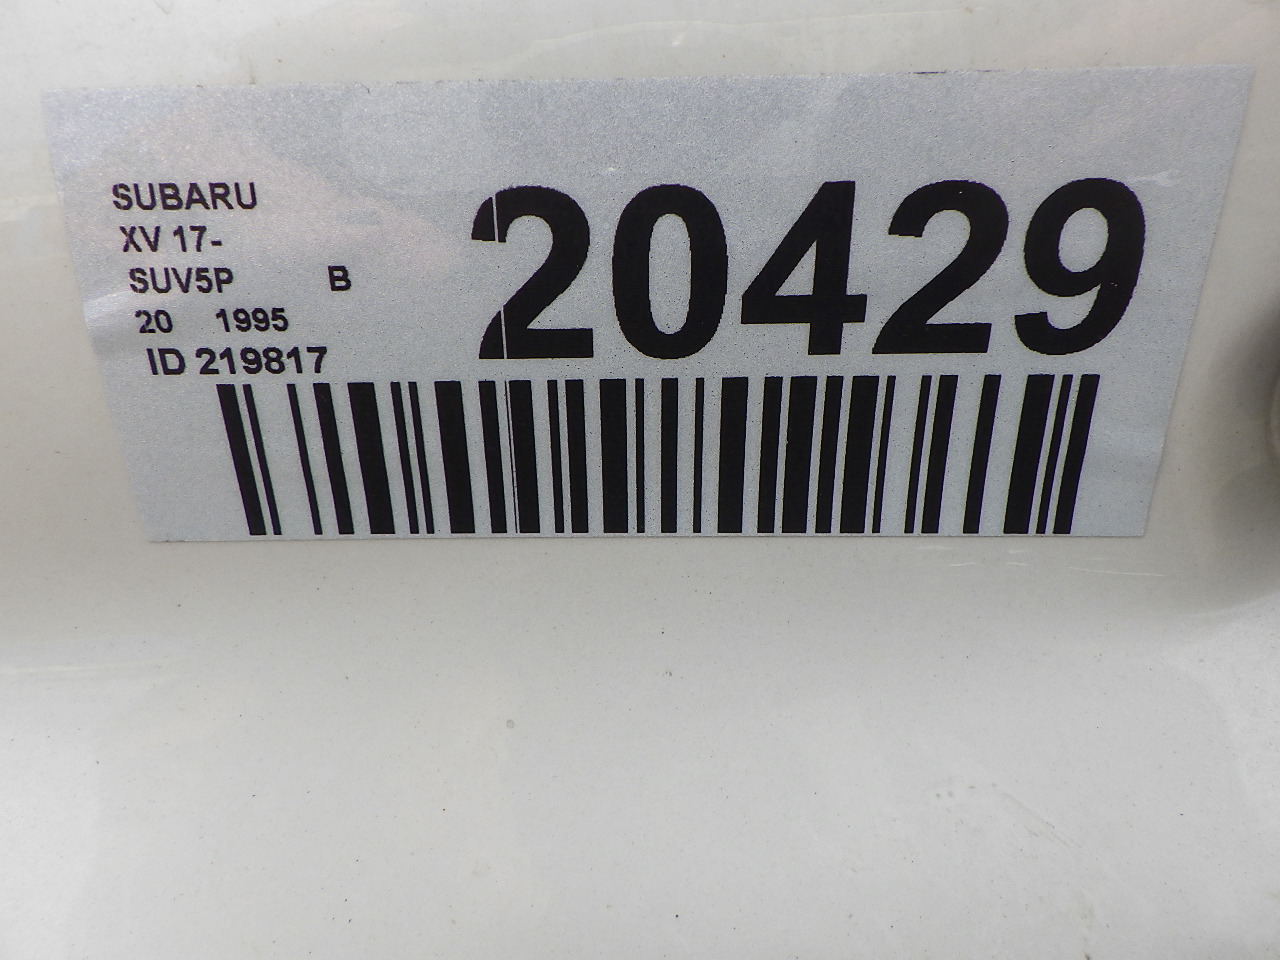 SUBARU
XV 17-
SUV5P B
20 1995
ID 219817
20429